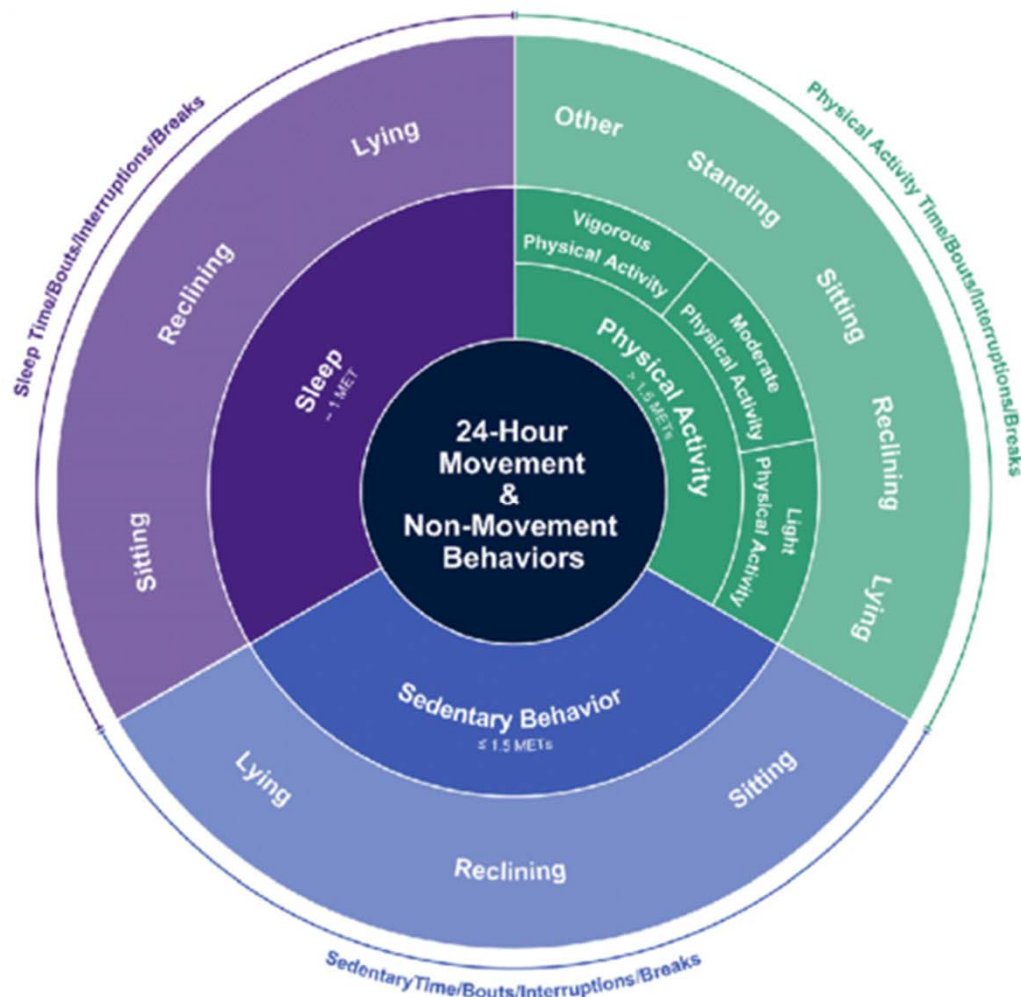 24-Hour
Movement
&
Non-Movement
Behaviors
Physical Activity
> 1.5 METs
Vigorous
Physical Activity
Moderate
Physical Activity
Light
Physical Activity
Other
Standing
Sitting
Reclining
Lying
Physical Activity Time/Bouts/Interruptions/Breaks
Sedentary Behavior
≤ 1.5 METs
Sitting
Reclining
Lying
SedentaryTime/Bouts/Interruptions/Breaks
Sleep
~ 1 MET
Sitting
Reclining
Lying
Sleep Time/Bouts/Interruptions/Breaks